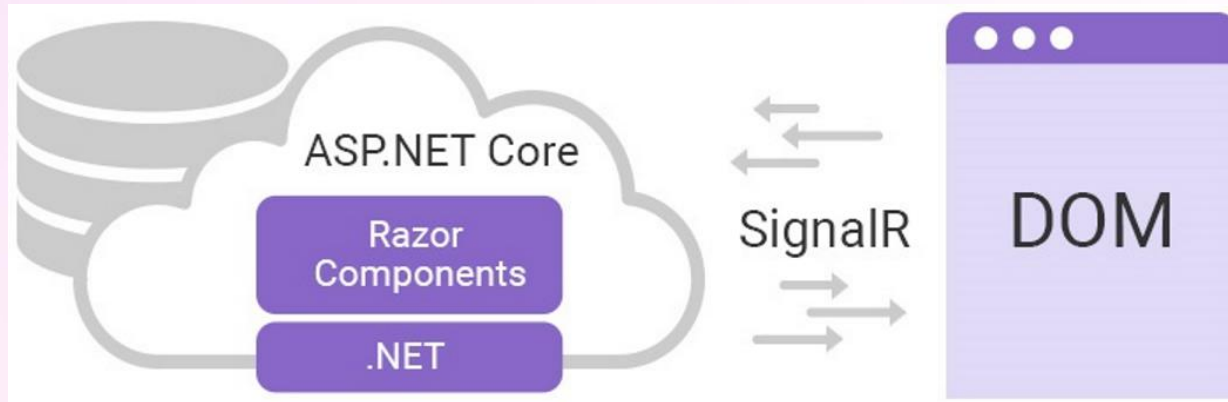 ASP.NET Core
Razor
Components
.NET
SignalR
DOM